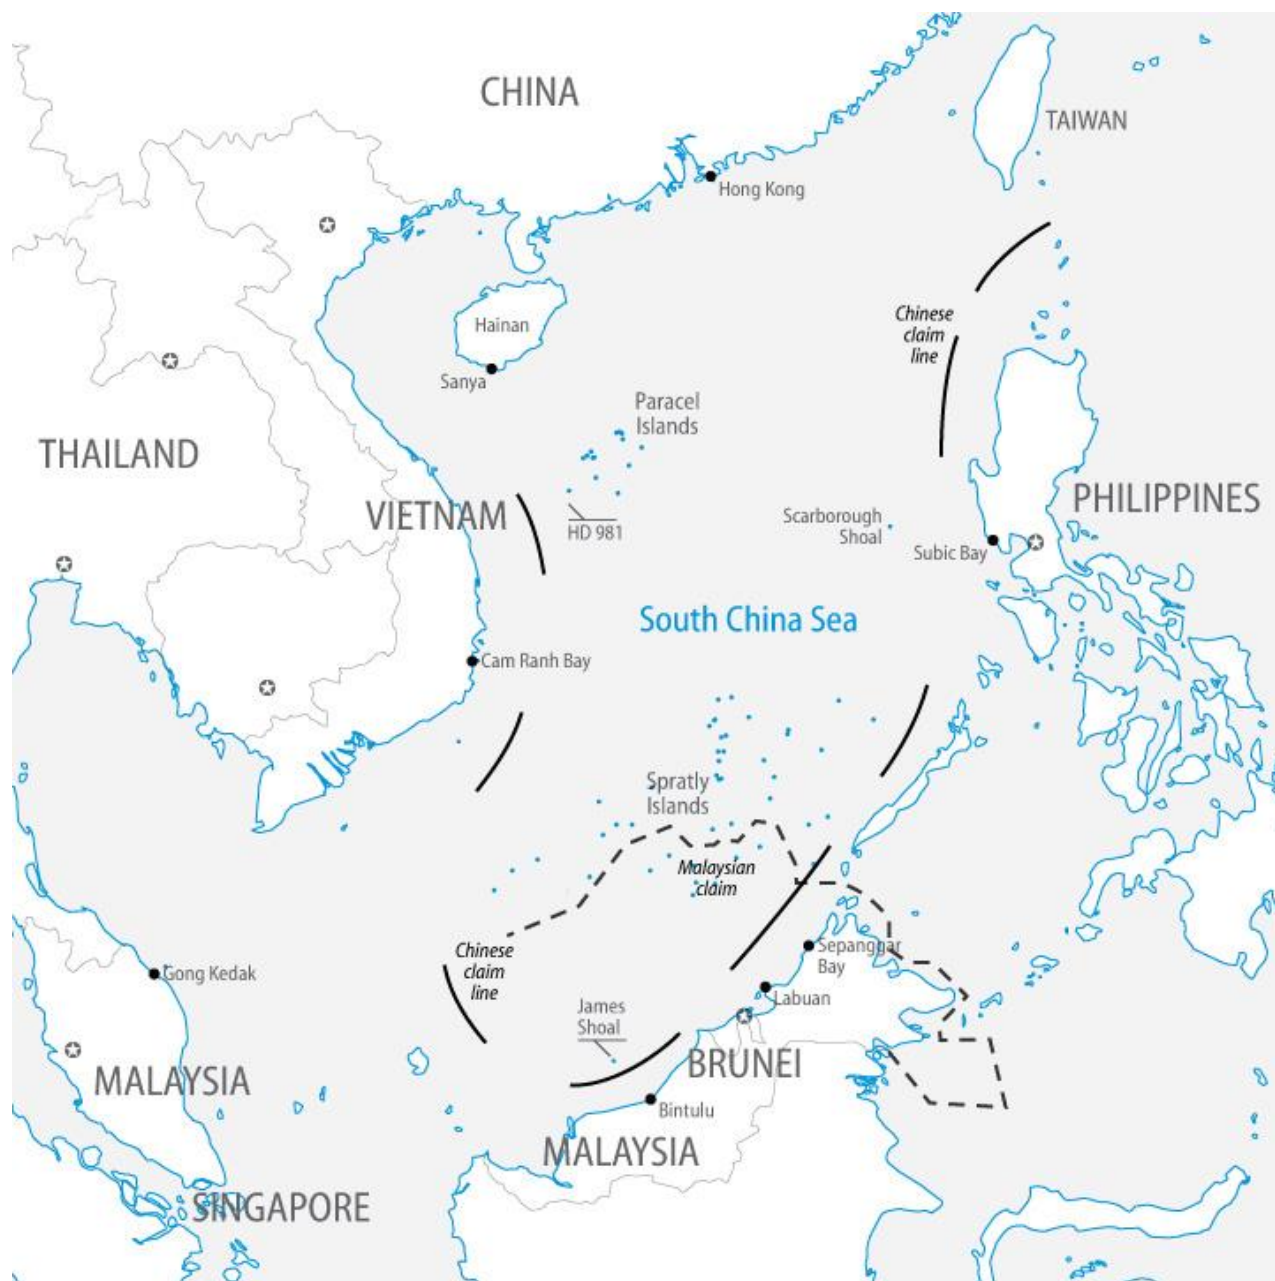 CHINA
TAIWAN
Hong Kong
Hainan
Chinese
claim
line
Sanya
Paracel
Islands
THAILAND
VIETNAM
PHILIPPINES
HD 981
Scarborough
Shoal
Subic Bay
South China Sea
Cam Ranh Bay
Spratly
Islands
Malaysian
claim
Chinese
claim
line
Sepanggar
Bay
Gong Kedak
Labuan
James
Shoal
BRUNEI
MALAYSIA
Bintulu
MALAYSIA
SINGAPORE